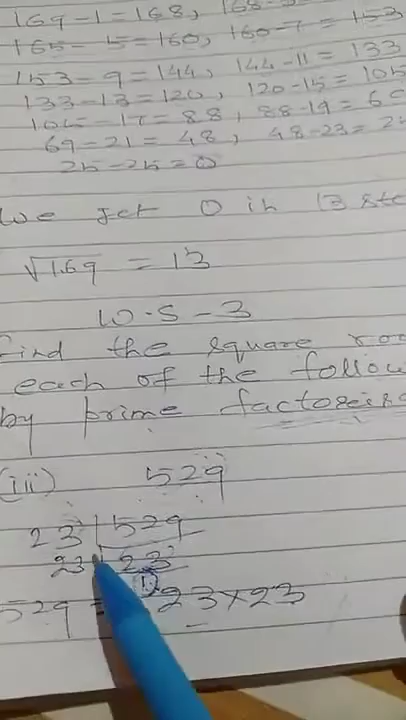 169-1=168, 168-
165-5=160, 160-7=153
153-9=144, 144-11=133
133-13=120, 120-15=105
105-17=88, 88-19=69
69-21=48, 48-23=25
25-25=0
We get 0 in 13 ste
√169 = 13
W.S-3
Find the square roo
each of the follow
by prime factoris
(iii) 529
23 | 529
23 | 23
1
529 = 23×23